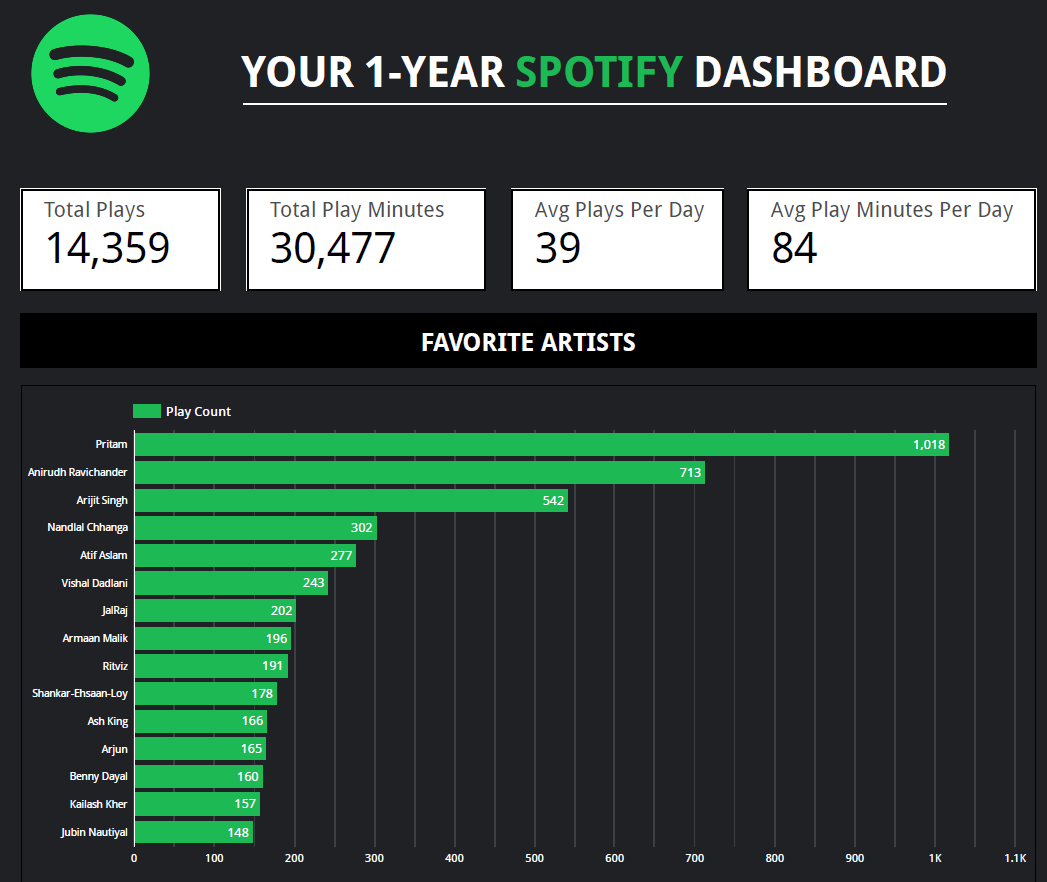 YOUR 1-YEAR SPOTIFY DASHBOARD
Total Plays
14,359
Total Play Minutes
30,477
Avg Plays Per Day
39
Avg Play Minutes Per Day
84
FAVORITE ARTISTS
Play Count
Pritam 1,018
Anirudh Ravichander 713
Arijit Singh 542
Nandlal Chhanga 302
Atif Aslam 277
Vishal Dadlani 243
JalRaj 202
Armaan Malik 196
Ritviz 191
Shankar-Ehsaan-Loy 178
Ash King 166
Arjun 165
Benny Dayal 160
Kailash Kher 157
Jubin Nautiyal 148
0 100 200 300 400 500 600 700 800 900 1K 1.1K